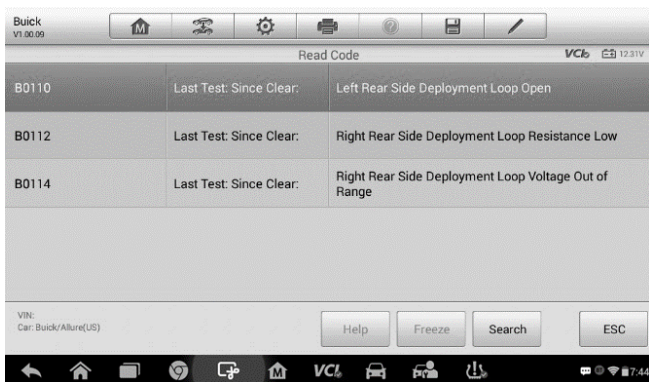 Buick
V1.00.09
M
?
Read Code
VCI
12.31V
B0110 Last Test: Since Clear: Left Rear Side Deployment Loop Open
B0112 Last Test: Since Clear: Right Rear Side Deployment Loop Resistance Low
B0114 Last Test: Since Clear: Right Rear Side Deployment Loop Voltage Out of
Range
VIN:
Car: Buick/Allure(US)
Help Freeze Search ESC
M VCI 7:44